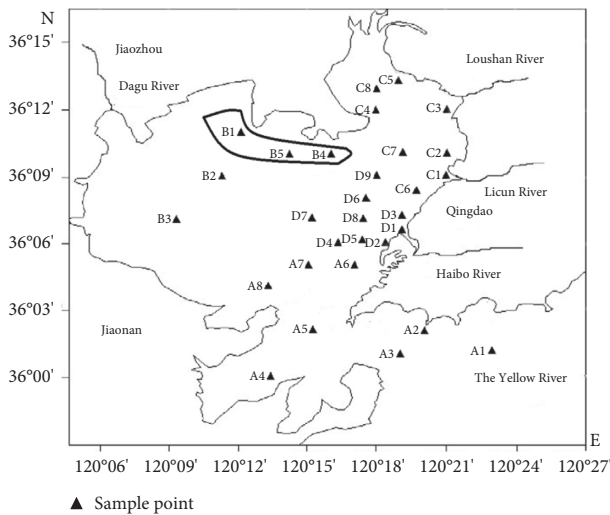 N
36°15'
Jiaozhou
Loushan River
C5
Dagu River
C8
36°12'
C4
C3
B1
B5
B4
C7
C2
36°09'
B2
D9
C1
C6
Licun River
D6
B3
D7
D8
D3
Qingdao
D1
36°06'
D4
D5
D2
A7
A6
Haibo River
A8
36°03'
Jiaonan
A5
A2
A3
A1
36°00'
A4
The Yellow River
E
120°06'
120°09'
120°12'
120°15'
120°18'
120°21'
120°24'
120°27'
▲ Sample point